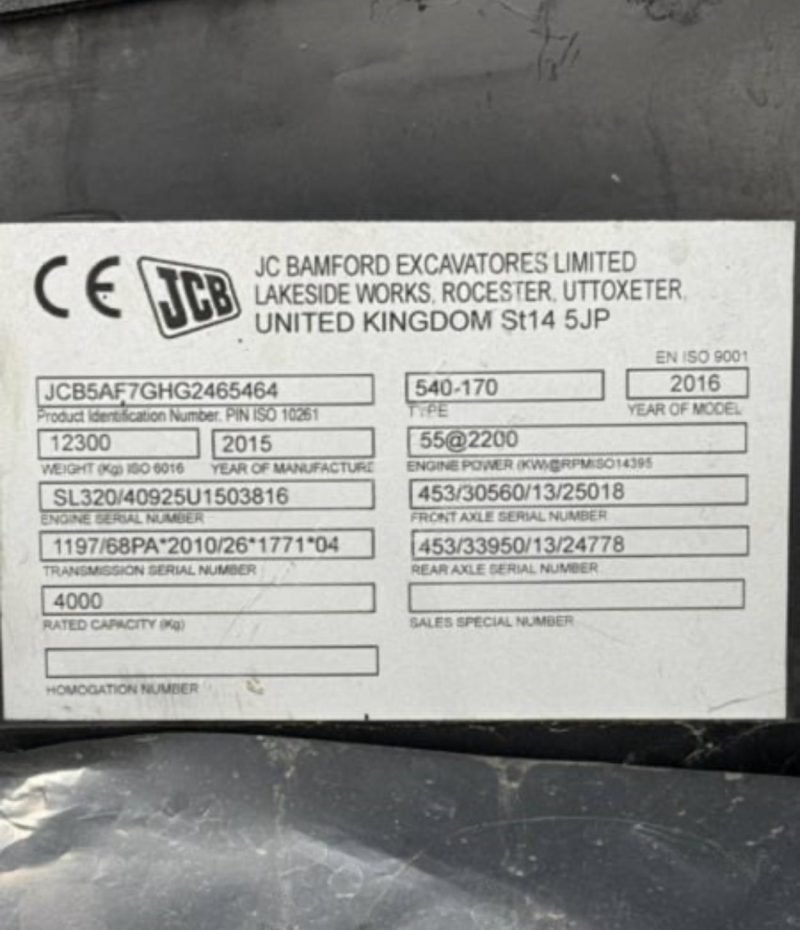 CE JCB JC BAMFORD EXCAVATORES LIMITED
LAKESIDE WORKS, ROCESTER, UTTOXETER,
UNITED KINGDOM St14 5JP
EN ISO 9001
JCB5AF7GHG2465464 540-170 2016
Product Identification Number. PIN ISO 10261 TYPE YEAR OF MODEL
12300 2015 55@2200
WEIGHT (Kg) ISO 6016 YEAR OF MANUFACTURE ENGINE POWER (KW)@RPMISO14395
SL320/40925U1503816 453/30560/13/25018
ENGINE SERIAL NUMBER FRONT AXLE SERIAL NUMBER
1197/68PA*2010/26*1771*04 453/33950/13/24778
TRANSMISSION SERIAL NUMBER REAR AXLE SERIAL NUMBER
4000
RATED CAPACITY (Kg) SALES SPECIAL NUMBER
HOMOGATION NUMBER